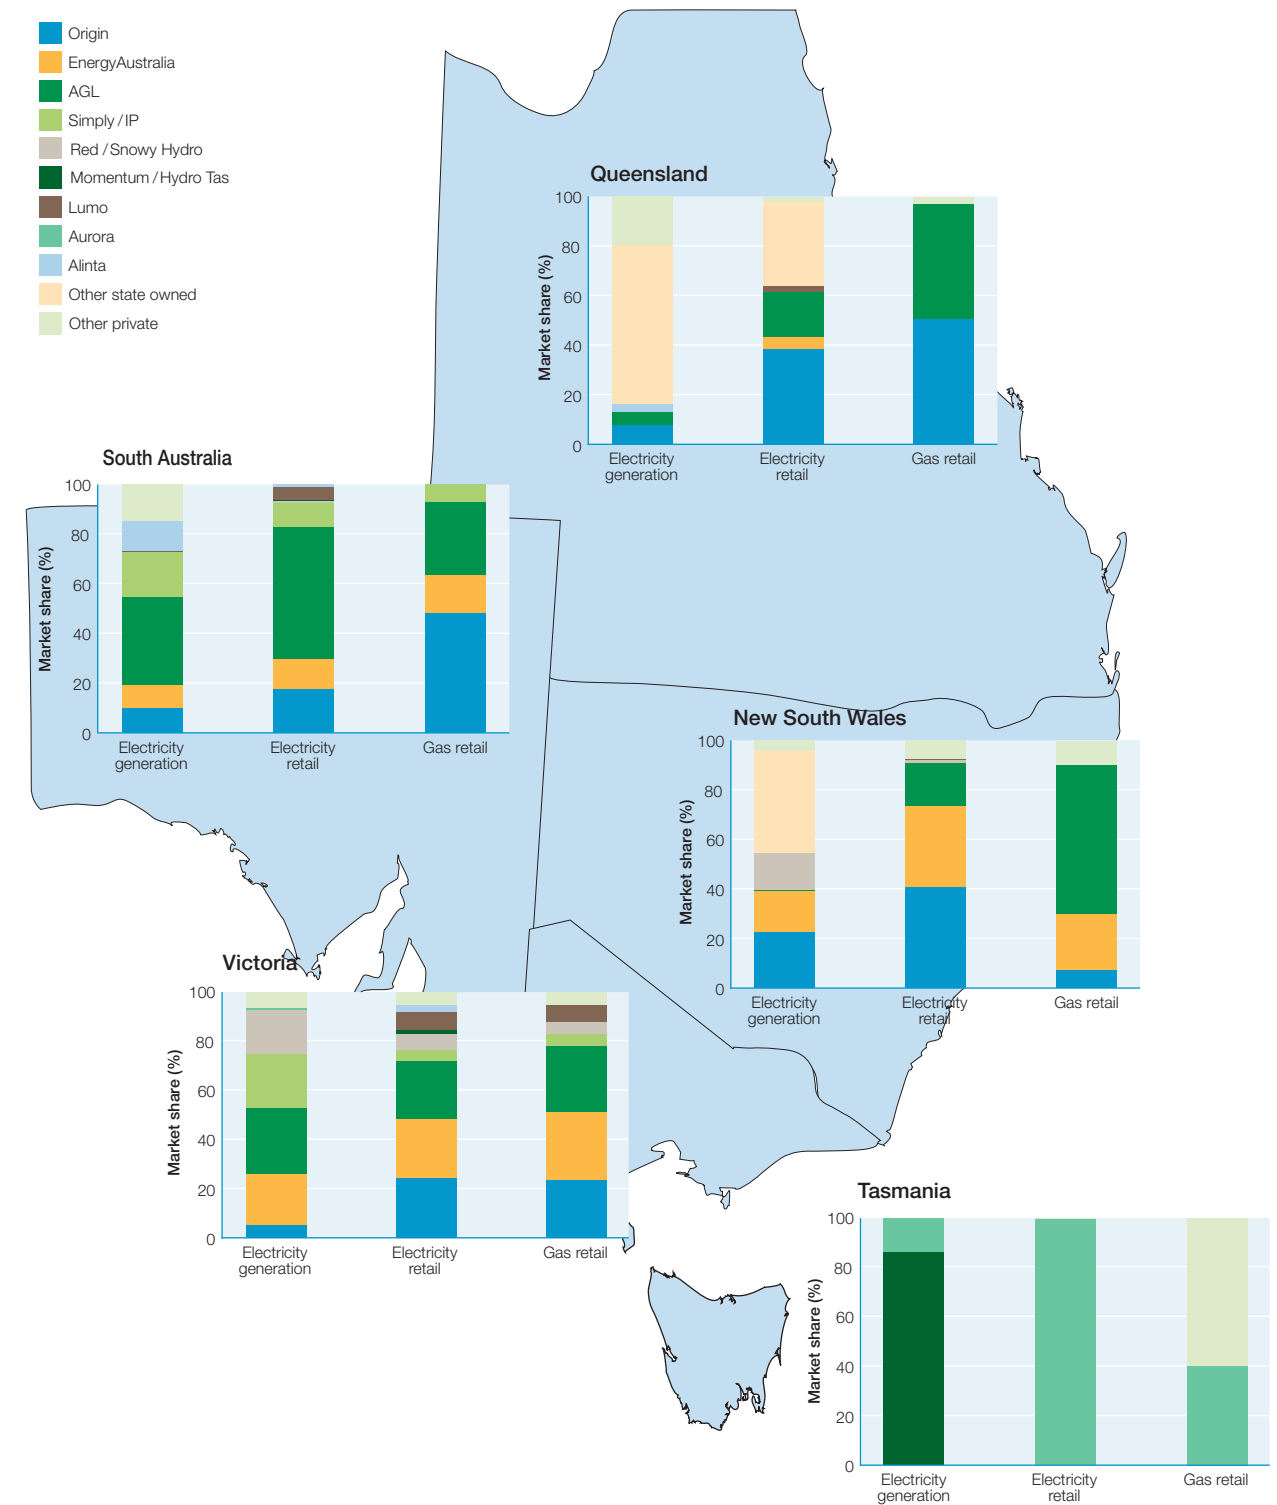 Origin
EnergyAustralia
AGL
Simply / IP
Red / Snowy Hydro
Momentum / Hydro Tas
Lumo
Aurora
Alinta
Other state owned
Other private
Queensland
Market share (%)
100
80
60
40
20
0
Electricity
generation
Electricity
retail
Gas retail
South Australia
Market share (%)
100
80
60
40
20
0
Electricity
generation
Electricity
retail
Gas retail
New South Wales
Market share (%)
100
80
60
40
20
0
Electricity
generation
Electricity
retail
Gas retail
Victoria
Market share (%)
100
80
60
40
20
0
Electricity
generation
Electricity
retail
Gas retail
Tasmania
Market share (%)
100
80
60
40
20
0
Electricity
generation
Electricity
retail
Gas retail